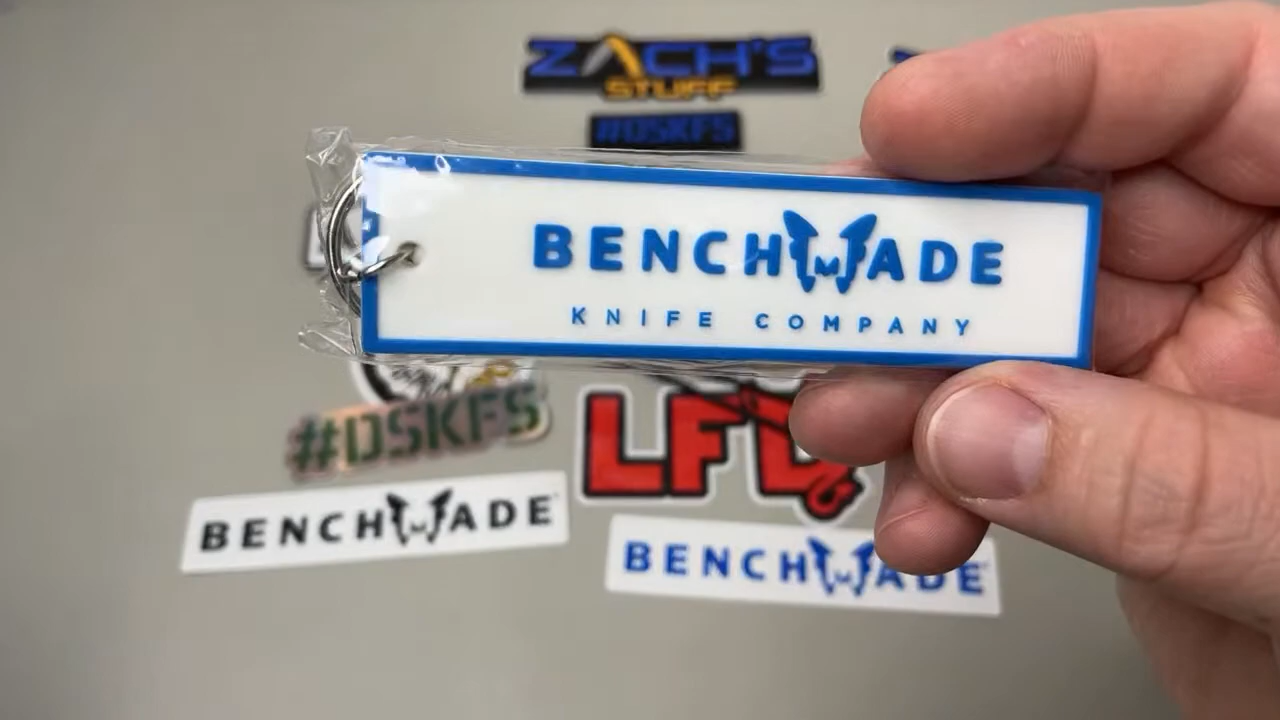 ZACH'S
STUFF
#DSKFS
BENCHMADE
KNIFE COMPANY
#DSKFS
LFD
BENCHMADE
BENCHMADE